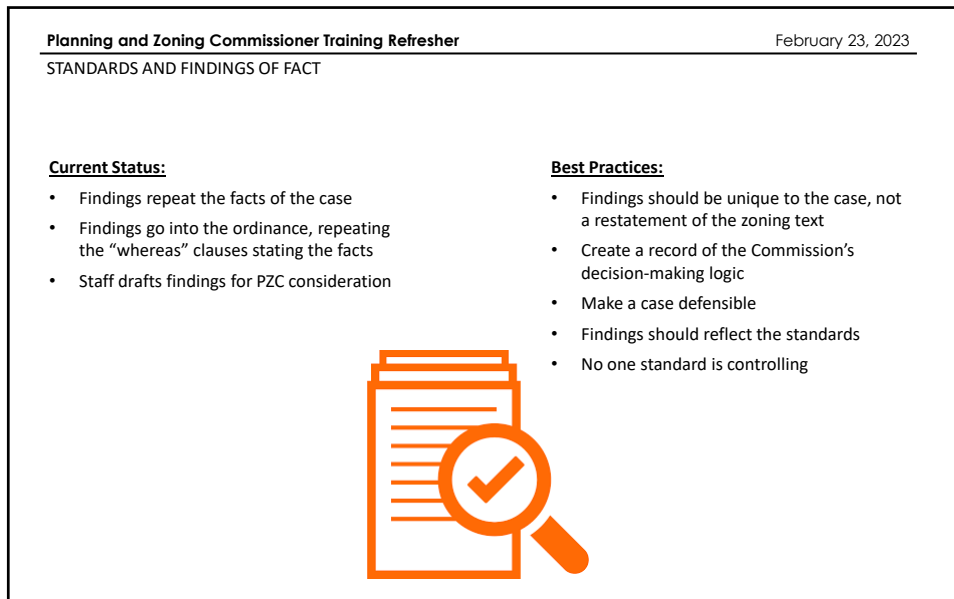 Planning and Zoning Commissioner Training Refresher
February 23, 2023
STANDARDS AND FINDINGS OF FACT
Current Status:
• Findings repeat the facts of the case
• Findings go into the ordinance, repeating
the “whereas” clauses stating the facts
• Staff drafts findings for PZC consideration
Best Practices:
• Findings should be unique to the case, not
a restatement of the zoning text
• Create a record of the Commission’s
decision-making logic
• Make a case defensible
• Findings should reflect the standards
• No one standard is controlling